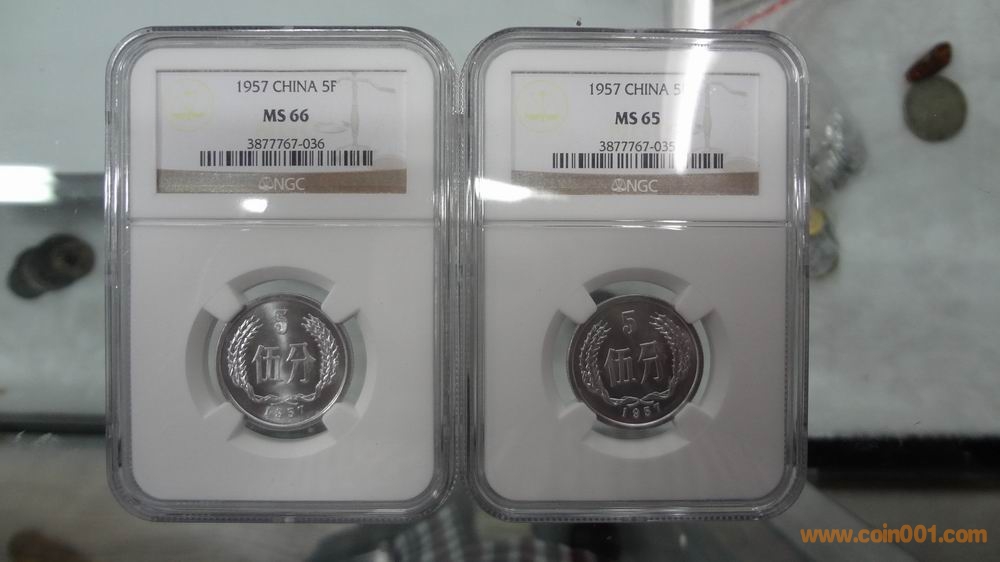 1957 CHINA 5F
MS 66
3877767-036
NGC
5
伍分
1957
1957 CHINA 5F
MS 65
3877767-035
NGC
5
伍分
1957
www.coin001.com